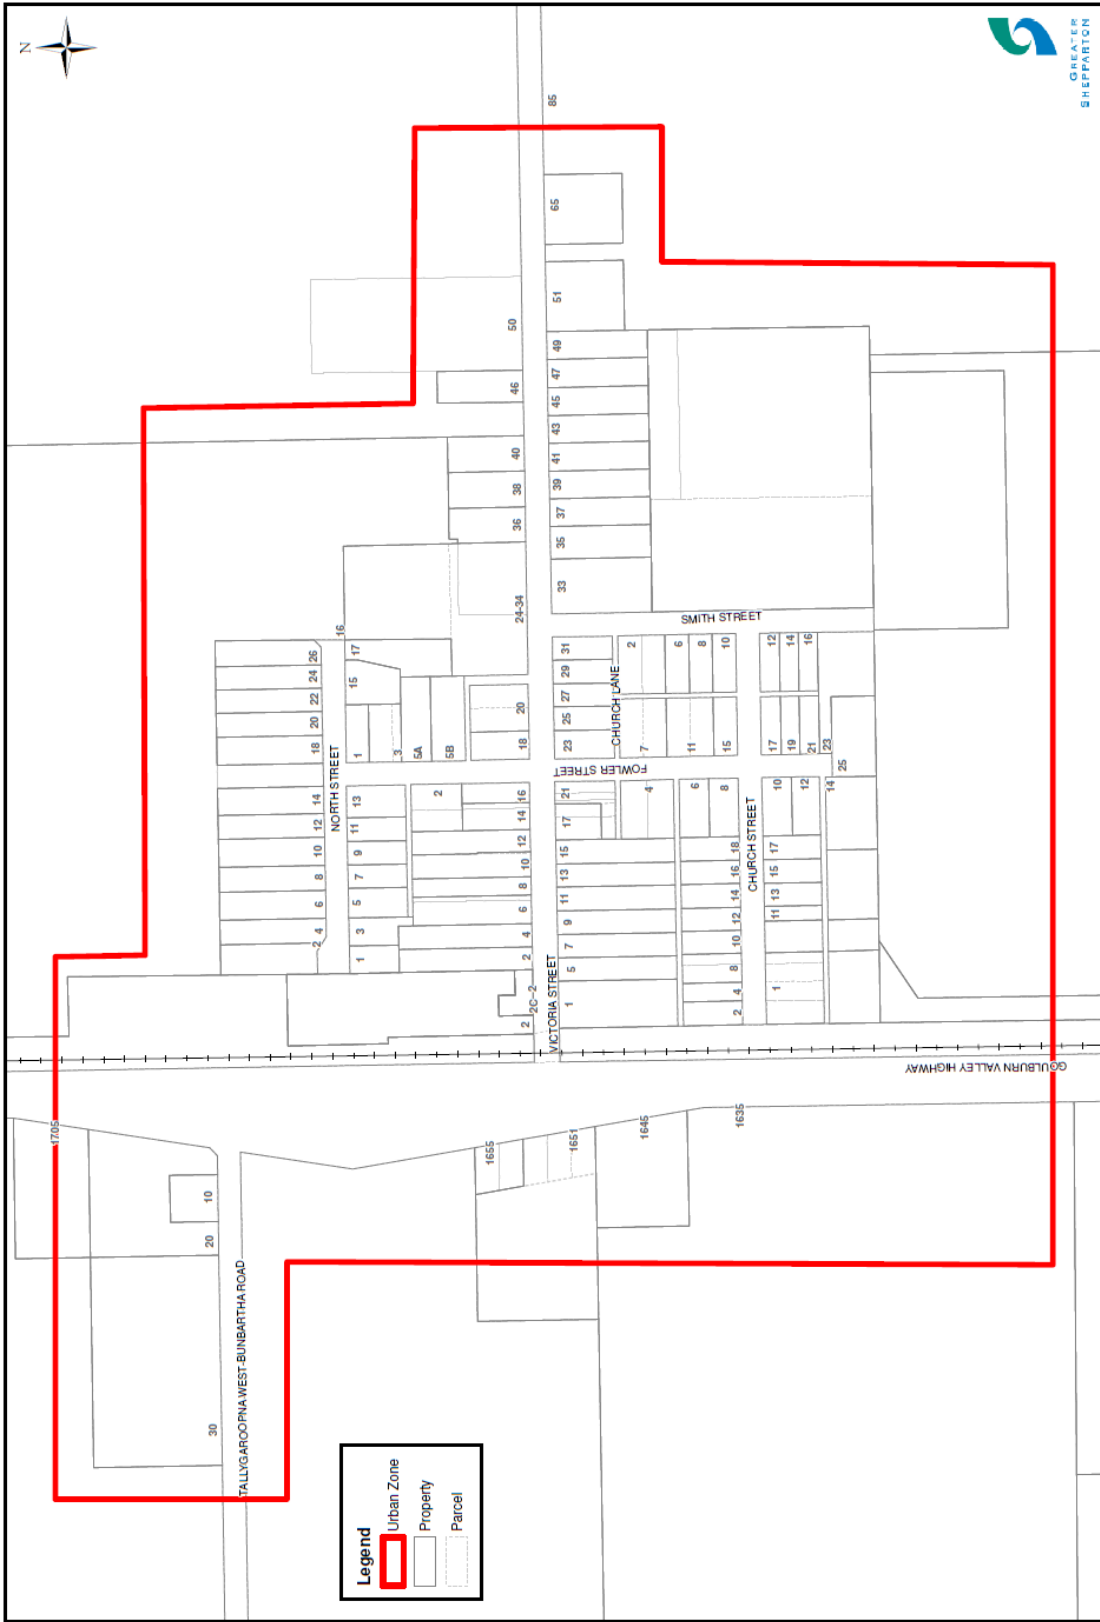 N
GREATER
SHEPPARTON
1705
10
20
30
TALLYGAROOPNA WEST-BUNBARTHA ROAD
1655
1651
1645
1635
GOULBURN VALLEY HIGHWAY
2 4 6 8 10 12 14 18 20 22 24 26
NORTH STREET
16
1 3 5 7 9 11 13
1 15 17
3
5A
5B
2
2 2C-2 2 4 6 8 10 12 14 16 18 20 24-34 36 38 40 46 50
VICTORIA STREET
85
1 5 7 9 11 13 15 17 21 23 25 27 29 31 33 35 37 39 41 43 45 47 49 51 65
FOWLER STREET
CHURCH LANE
SMITH STREET
4
7
2
6
8
11
15
6
8
10
2 4 8 10 12 14 16 18
CHURCH STREET
1 11 13 15 17
10
12
14
17
19
21
23
25
12
14
16
Legend
Urban Zone
Property
Parcel